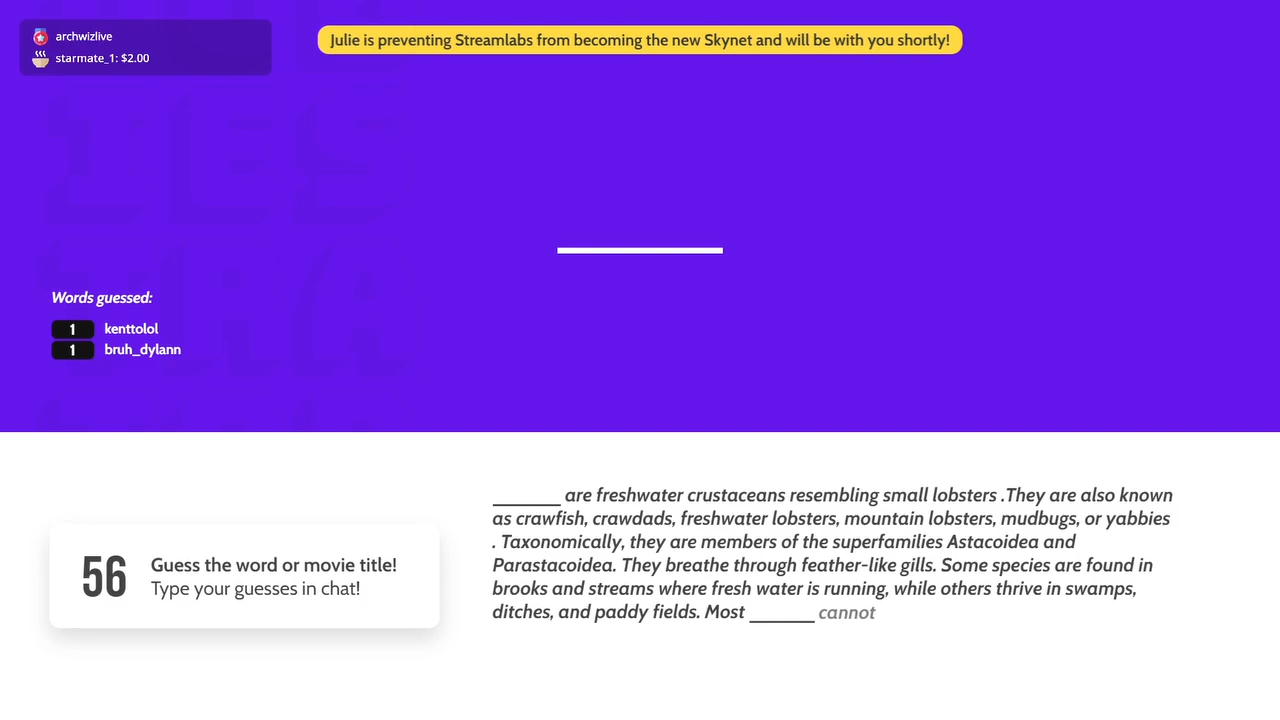 archwizlive
starmate_1: $2.00
Julie is preventing Streamlabs from becoming the new Skynet and will be with you shortly!
Words guessed:
1 kenttolol
1 bruh_dylann
56
Guess the word or movie title!
Type your guesses in chat!
_______ are freshwater crustaceans resembling small lobsters .They are also known
as crawfish, crawdads, freshwater lobsters, mountain lobsters, mudbugs, or yabbies
. Taxonomically, they are members of the superfamilies Astacoidea and
Parastacoidea. They breathe through feather-like gills. Some species are found in
brooks and streams where fresh water is running, while others thrive in swamps,
ditches, and paddy fields. Most _______ cannot